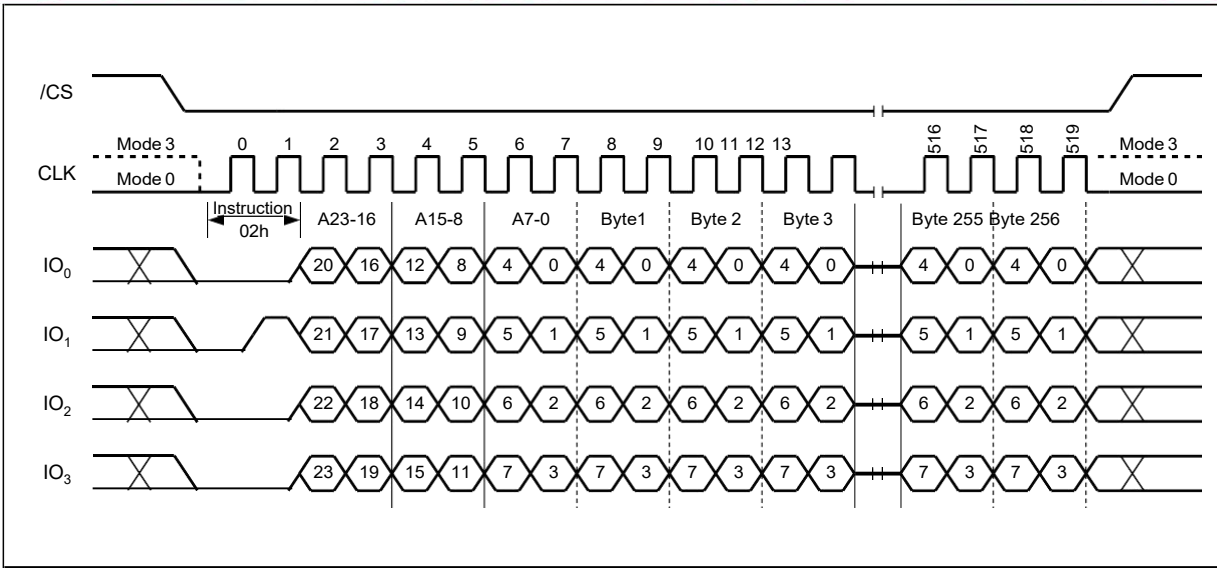 /CS
516 517 518 519
Mode 3 0 1 2 3 4 5 6 7 8 9 10 11 12 13 Mode 3
CLK
Mode 0 Mode 0
Instruction A23-16 A15-8 A7-0 Byte1 Byte 2 Byte 3 Byte 255 Byte 256
02h
IO0 20 16 12 8 4 0 4 0 4 0 4 0 4 0 4 0
IO1 21 17 13 9 5 1 5 1 5 1 5 1 5 1 5 1
IO2 22 18 14 10 6 2 6 2 6 2 6 2 6 2 6 2
IO3 23 19 15 11 7 3 7 3 7 3 7 3 7 3 7 3